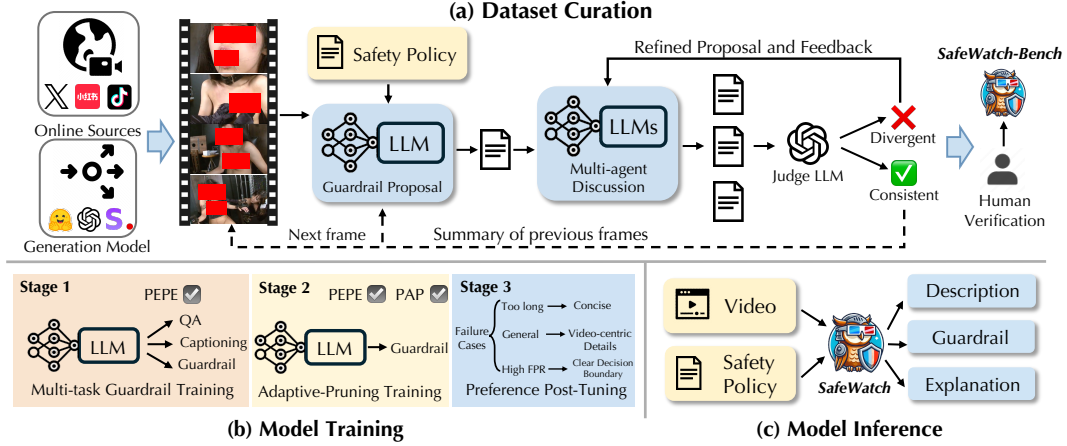 (a) Dataset Curation
小红书
Online Sources
S
Generation Model
Safety Policy
LLM
Guardrail Proposal
Refined Proposal and Feedback
LLMs
Multi-agent
Discussion
Judge LLM
Divergent
Consistent
SafeWatch-Bench
Human
Verification
Next frame
Summary of previous frames
Stage 1
PEPE
LLM
QA
Captioning
Guardrail
Multi-task Guardrail Training
Stage 2
PEPE PAP
LLM
Guardrail
Adaptive-Pruning Training
Stage 3
Failure
Cases
Too long
Concise
General
Video-centric
Details
High FPR
Clear Decision
Boundary
Preference Post-Tuning
(b) Model Training
Video
Safety
Policy
SafeWatch
Description
Guardrail
Explanation
(c) Model Inference